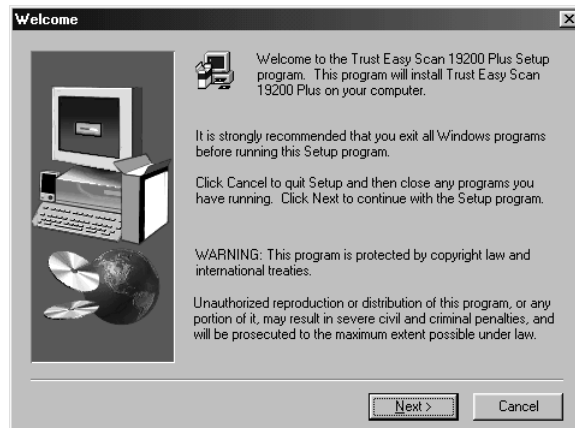 Welcome
Welcome to the Trust Easy Scan 19200 Plus Setup
program. This program will install Trust Easy Scan
19200 Plus on your computer.
It is strongly recommended that you exit all Windows programs
before running this Setup program.
Click Cancel to quit Setup and then close any programs you
have running. Click Next to continue with the Setup program.
WARNING: This program is protected by copyright law and
international treaties.
Unauthorized reproduction or distribution of this program, or any
portion of it, may result in severe civil and criminal penalties, and
will be prosecuted to the maximum extent possible under law.
Next > Cancel